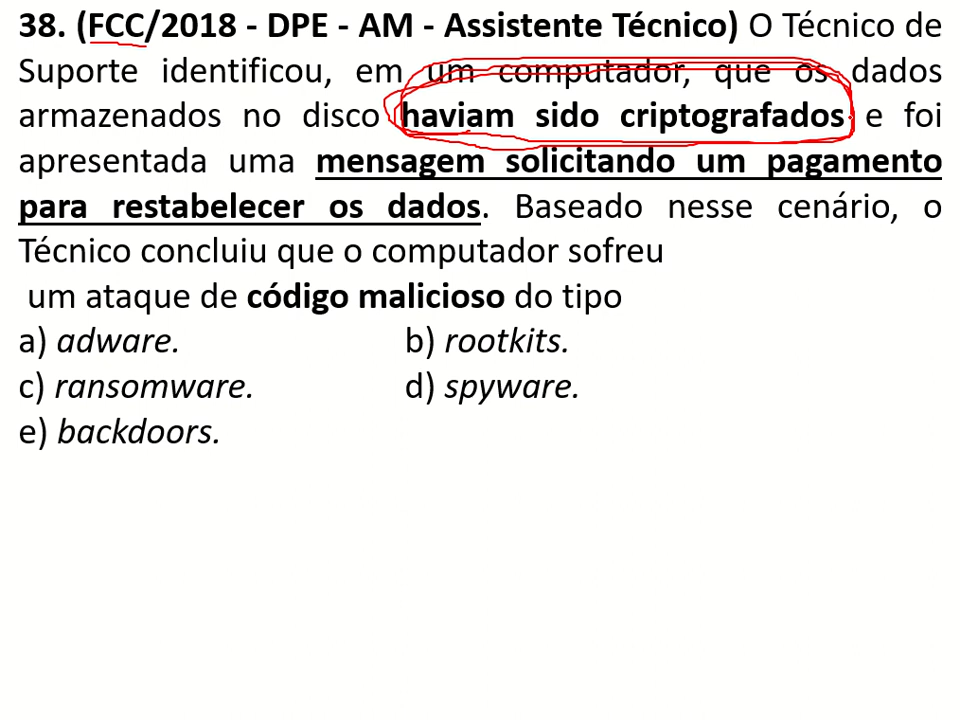 38. (FCC/2018 - DPE - AM - Assistente Técnico) O Técnico de
Suporte identificou, em um computador, que os dados
armazenados no disco haviam sido criptografados e foi
apresentada uma mensagem solicitando um pagamento
para restabelecer os dados. Baseado nesse cenário, o
Técnico concluiu que o computador sofreu
um ataque de código malicioso do tipo
a) adware. b) rootkits.
c) ransomware. d) spyware.
e) backdoors.